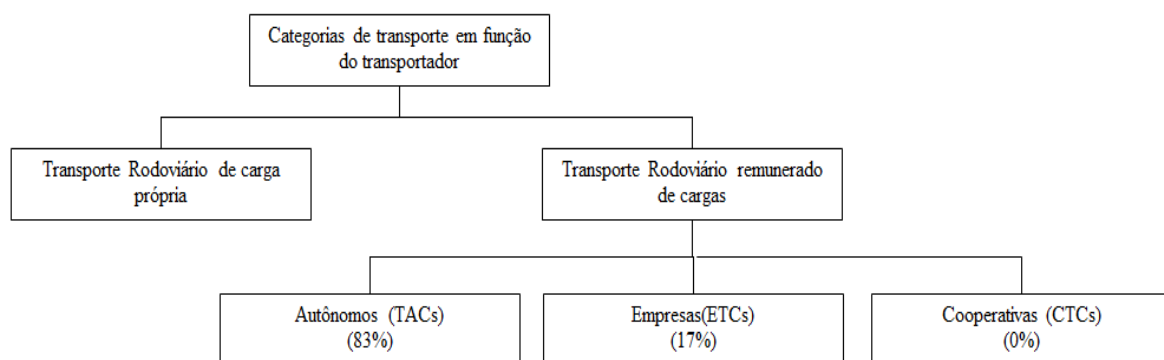 Categorias de transporte em função
do transportador
Transporte Rodoviário de carga
própria
Transporte Rodoviário remunerado
de cargas
Autônomos (TACs)
(83%)
Empresas(ETCs)
(17%)
Cooperativas (CTCs)
(0%)